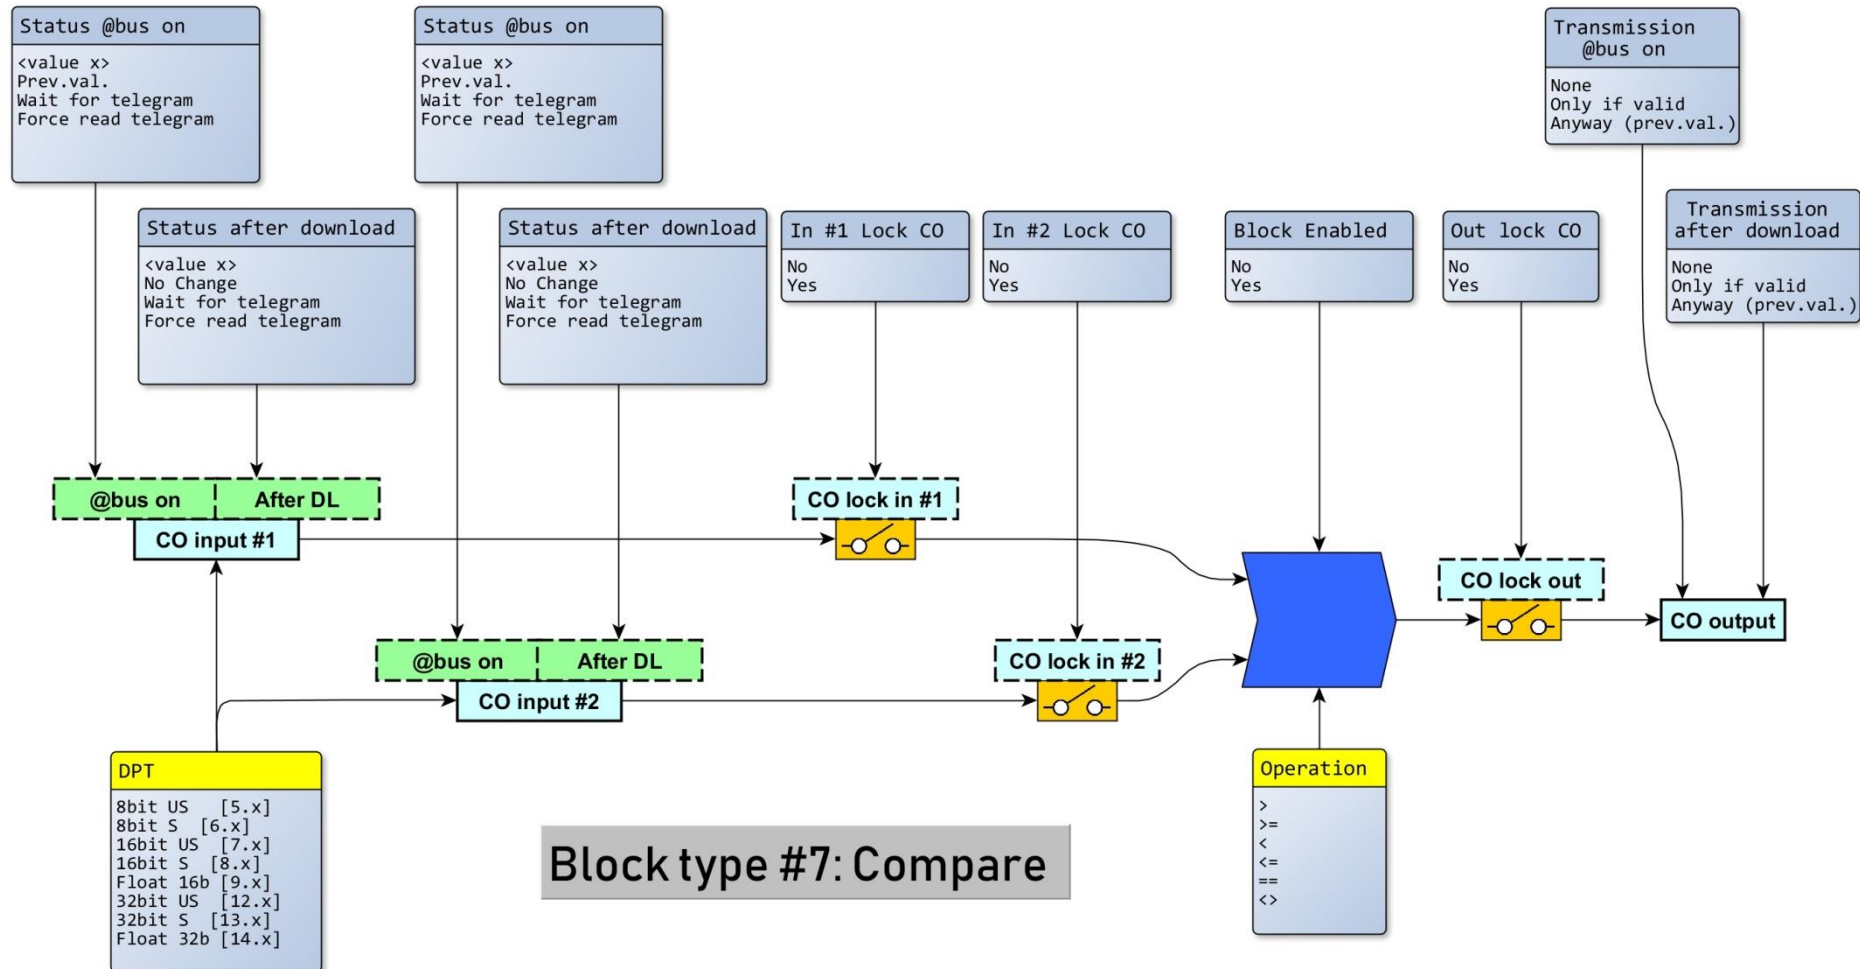 Status @bus on
<value x>
Prev.val.
Wait for telegram
Force read telegram
Status @bus on
<value x>
Prev.val.
Wait for telegram
Force read telegram
Transmission
@bus on
None
Only if valid
Anyway (prev.val.)
Status after download
<value x>
No Change
Wait for telegram
Force read telegram
Status after download
<value x>
No Change
Wait for telegram
Force read telegram
In #1 Lock CO
No
Yes
In #2 Lock CO
No
Yes
Block Enabled
No
Yes
Out lock CO
No
Yes
Transmission
after download
None
Only if valid
Anyway (prev.val.)
@bus on
After DL
CO input #1
CO lock in #1
@bus on
After DL
CO input #2
CO lock in #2
CO lock out
CO output
DPT
8bit US [5.x]
8bit S [6.x]
16bit US [7.x]
16bit S [8.x]
Float 16b [9.x]
32bit US [12.x]
32bit S [13.x]
Float 32b [14.x]
Block type #7: Compare
Operation
>
>=
<
<=
==
<>